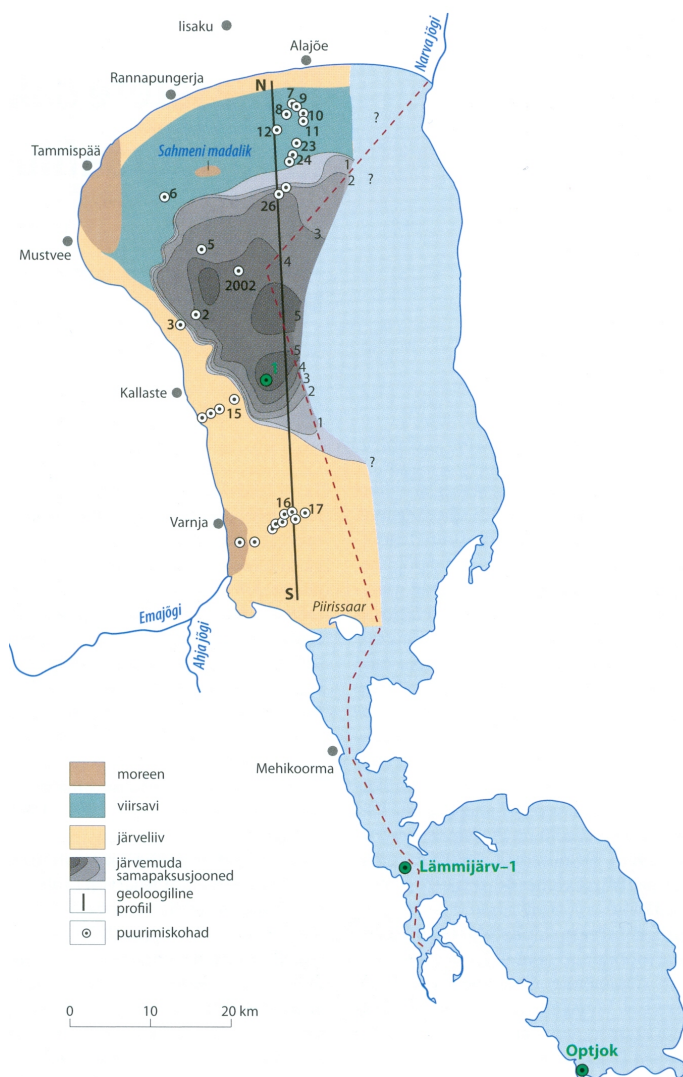 Iisaku
Alajõe
Narva jõgi
Rannapungerja
N
7
9
8
10
?
12
11
Sahmeni madalik
23
Tammispää
24
1
2
?
6
26
3
Mustvee
5
4
2002
2
5
3
5
1
4
3
Kallaste
2
15
1
?
16
17
Varnja
S
Piirissaar
Emajõgi
Ahja jõgi
Mehikoorma
moreen
viirsavi
järveliiv
järvemuda
samapaksusjooned
Lämmijärv–1
geoloogiline
profiil
puurimiskohad
0
10
20 km
Optjok